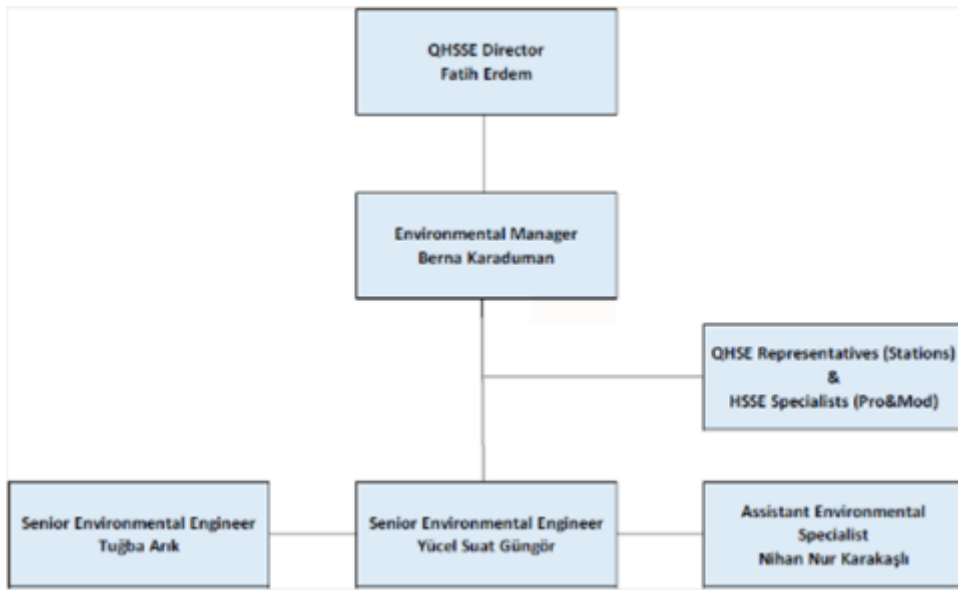 QHSSE Director
Fatih Erdem
Environmental Manager
Berna Karaduman
QHSE Representatives (Stations)
&
HSSE Specialists (Pro&Mod)
Senior Environmental Engineer
Tuğba Arık
Senior Environmental Engineer
Yücel Suat Güngör
Assistant Environmental
Specialist
Nihan Nur Karakaşlı